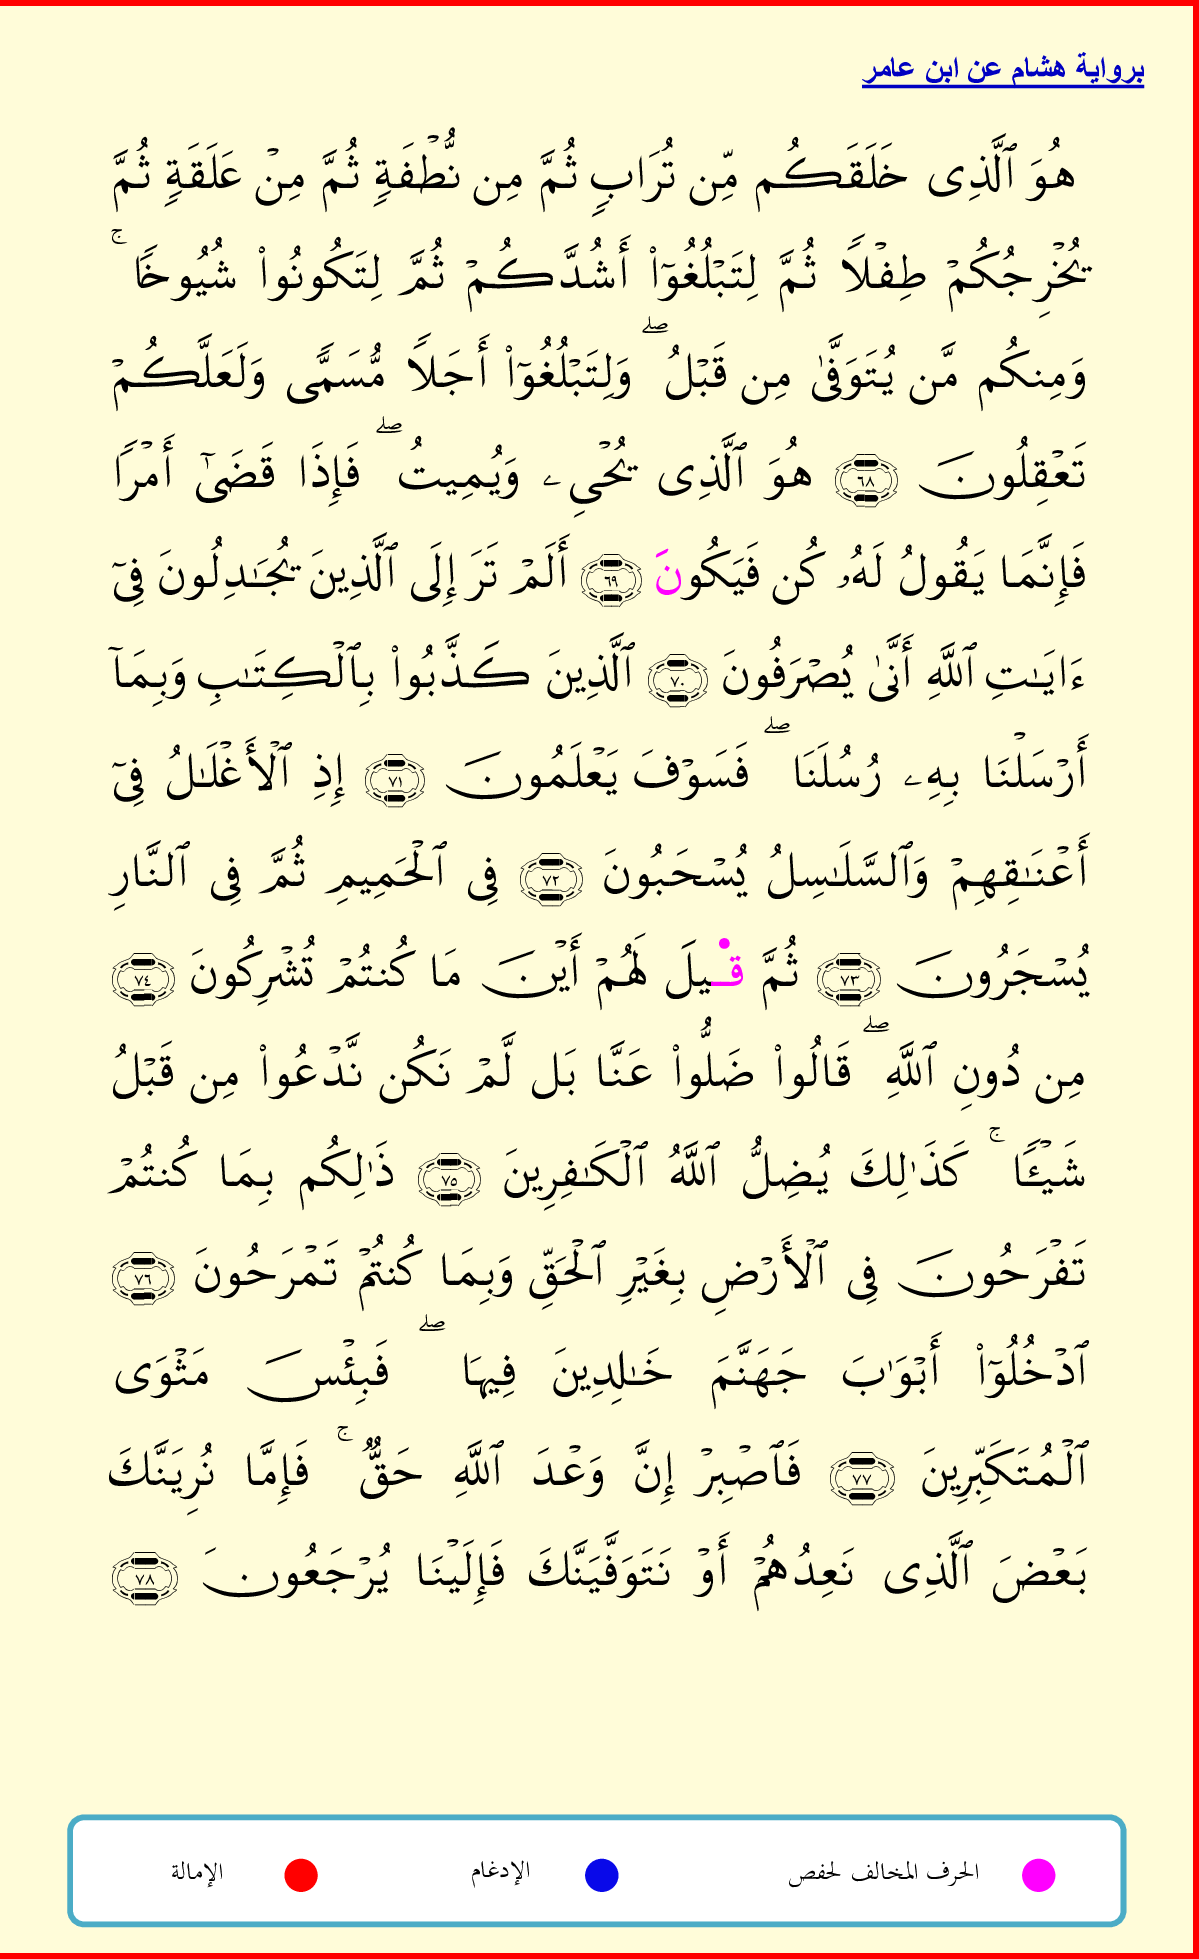 برواية هشام عن ابن عامر
هُوَ ٱلَّذِى خَلَقَكُم مِّن تُرَابٍ ثُمَّ مِن نُّطْفَةٍ ثُمَّ مِنْ عَلَقَةٍ ثُمَّ
يُخْرِجُكُمْ طِفْلًا ثُمَّ لِتَبْلُغُوٓا۟ أَشُدَّكُمْ ثُمَّ لِتَكُونُوا۟ شُيُوخًا ۚ
وَمِنكُم مَّن يُتَوَفَّىٰ مِن قَبْلُ ۖ وَلِتَبْلُغُوٓا۟ أَجَلًا مُّسَمًّى وَلَعَلَّكُمْ
تَعْقِلُونَ ٦٨ هُوَ ٱلَّذِى يُحْىِۦ وَيُمِيتُ ۖ فَإِذَا قَضَىٰٓ أَمْرًا
فَإِنَّمَا يَقُولُ لَهُۥ كُن فَيَكُونَ ٦٩ أَلَمْ تَرَ إِلَى ٱلَّذِينَ يُجَـٰدِلُونَ فِىٓ
ءَايَـٰتِ ٱللَّهِ أَنَّىٰ يُصْرَفُونَ ٧٠ ٱلَّذِينَ كَذَّبُوا۟ بِٱلْكِتَـٰبِ وَبِمَآ
أَرْسَلْنَا بِهِۦ رُسُلَنَا ۖ فَسَوْفَ يَعْلَمُونَ ٧١ إِذِ ٱلْأَغْلَـٰلُ فِىٓ
أَعْنَـٰقِهِمْ وَٱلسَّلَـٰسِلُ يُسْحَبُونَ ٧٢ فِى ٱلْحَمِيمِ ثُمَّ فِى ٱلنَّارِ
يُسْجَرُونَ ٧٣ ثُمَّ قيلَ لَهُمْ أَيْنَ مَا كُنتُمْ تُشْرِكُونَ ٧٤
مِن دُونِ ٱللَّهِ ۖ قَالُوا۟ ضَلُّوا۟ عَنَّا بَل لَّمْ نَكُن نَّدْعُوا۟ مِن قَبْلُ
شَيْـًٔا ۚ كَذَٰلِكَ يُضِلُّ ٱللَّهُ ٱلْكَـٰفِرِينَ ٧٥ ذَٰلِكُم بِمَا كُنتُمْ
تَفْرَحُونَ فِى ٱلْأَرْضِ بِغَيْرِ ٱلْحَقِّ وَبِمَا كُنتُمْ تَمْرَحُونَ ٧٦
ٱدْخُلُوٓا۟ أَبْوَٰبَ جَهَنَّمَ خَـٰلِدِينَ فِيهَا ۖ فَبِئْسَ مَثْوَى
ٱلْمُتَكَبِّرِينَ ٧٧ فَٱصْبِرْ إِنَّ وَعْدَ ٱللَّهِ حَقٌّ ۚ فَإِمَّا نُرِيَنَّكَ
بَعْضَ ٱلَّذِى نَعِدُهُمْ أَوْ نَتَوَفَّيَنَّكَ فَإِلَيْنَا يُرْجَعُونَ ٧٨
الحرف المخالف لحفص الإدغام الإمالة